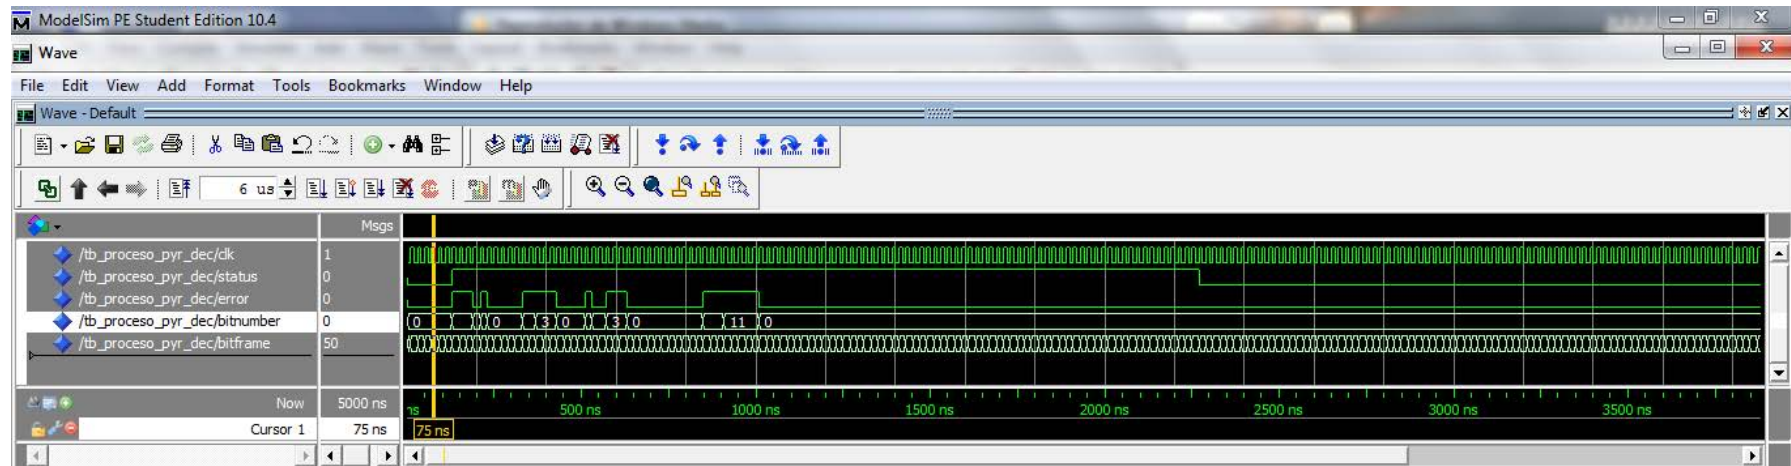 ModelSim PE Student Edition 10.4
Wave
File Edit View Add Format Tools Bookmarks Window Help
Wave - Default
6 us
Msgs
/tb_proceso_pyr_dec/clk 1
/tb_proceso_pyr_dec/status 0
/tb_proceso_pyr_dec/error 0
/tb_proceso_pyr_dec/bitnumber 0 0 0 3 0 3 0 11 0
/tb_proceso_pyr_dec/bitframe 50
Now 5000 ns ns 500 ns 1000 ns 1500 ns 2000 ns 2500 ns 3000 ns 3500 ns
Cursor 1 75 ns 75 ns